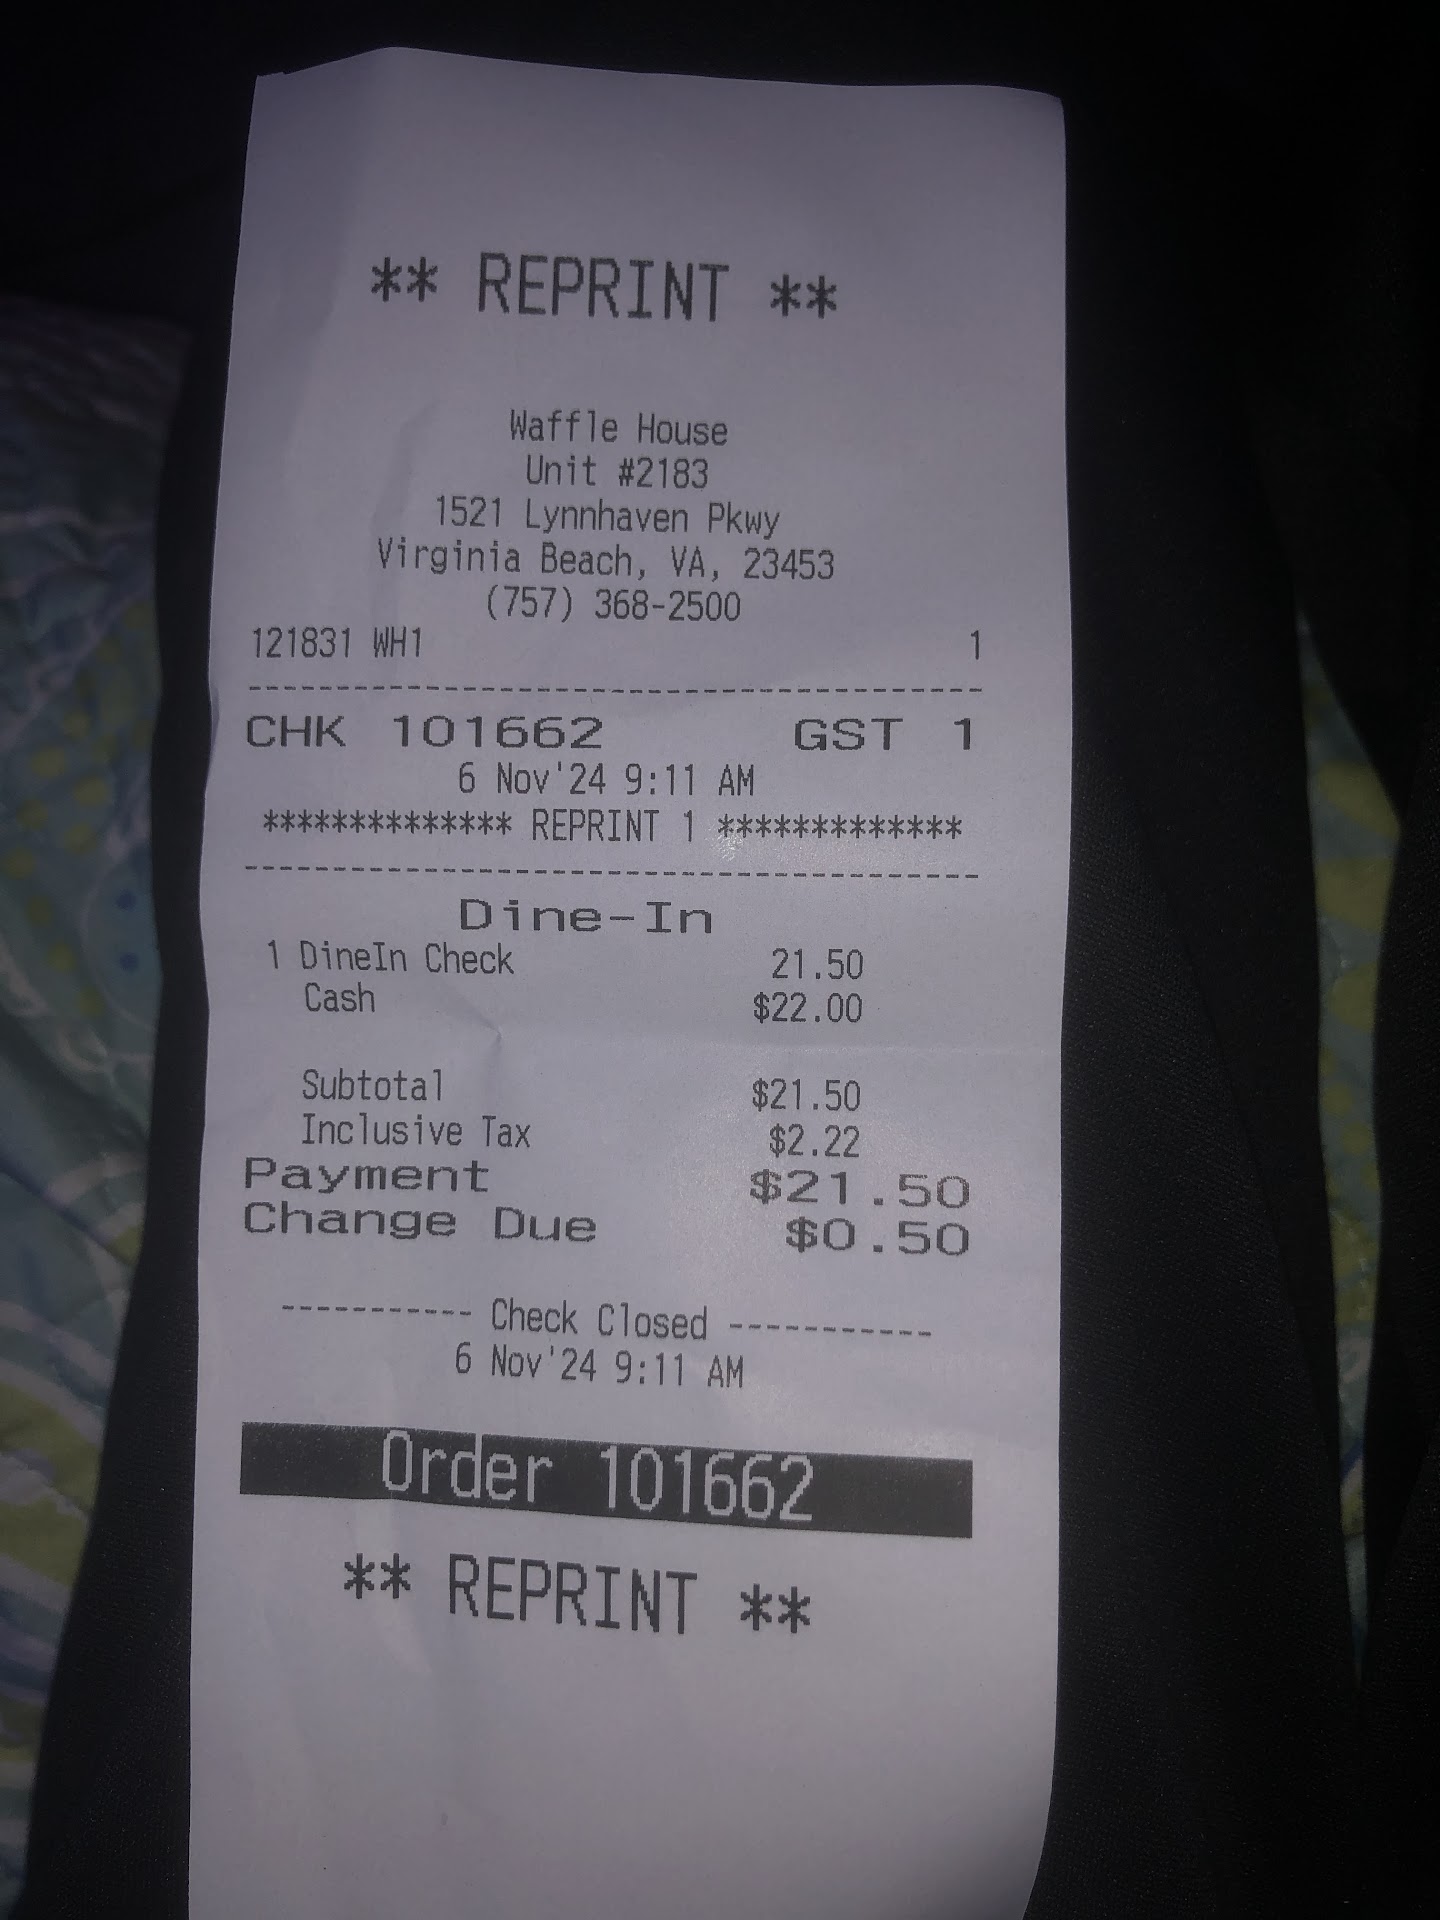 ** REPRINT **
Waffle House
Unit #2183
1521 Lynnhaven Pkwy
Virginia Beach, VA, 23453
(757) 368-2500
121831 WH1 1
----------------------------------------
CHK 101662 GST 1
6 Nov'24 9:11 AM
************** REPRINT 1 **************
----------------------------------------
Dine-In
1 DineIn Check 21.50
Cash $22.00
Subtotal $21.50
Inclusive Tax $2.22
Payment $21.50
Change Due $0.50
----------- Check Closed -----------
6 Nov'24 9:11 AM
Order 101662
** REPRINT **